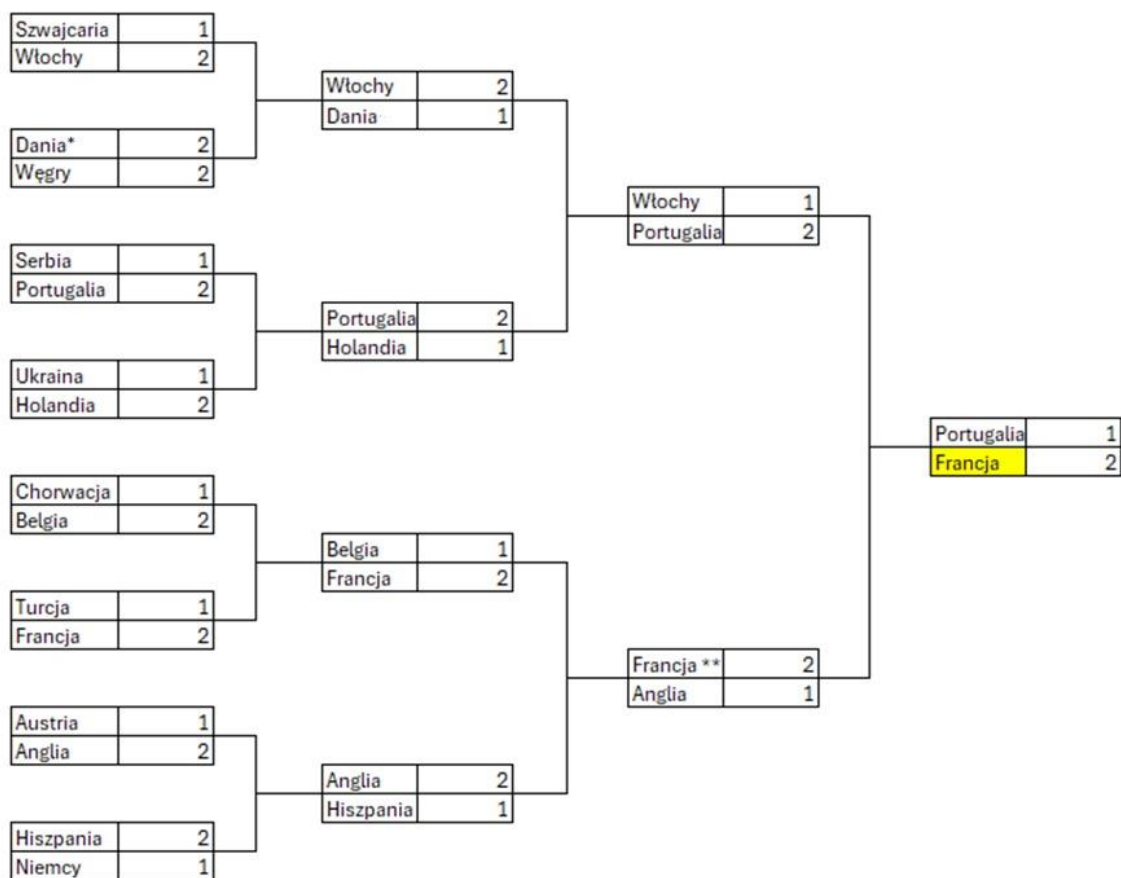 Szwajcaria 1
Włochy 2
Dania* 2
Węgry 2
Serbia 1
Portugalia 2
Ukraina 1
Holandia 2
Chorwacja 1
Belgia 2
Turcja 1
Francja 2
Austria 1
Anglia 2
Hiszpania 2
Niemcy 1
Włochy 2
Dania 1
Portugalia 2
Holandia 1
Belgia 1
Francja 2
Anglia 2
Hiszpania 1
Włochy 1
Portugalia 2
Francja ** 2
Anglia 1
Portugalia 1
Francja 2